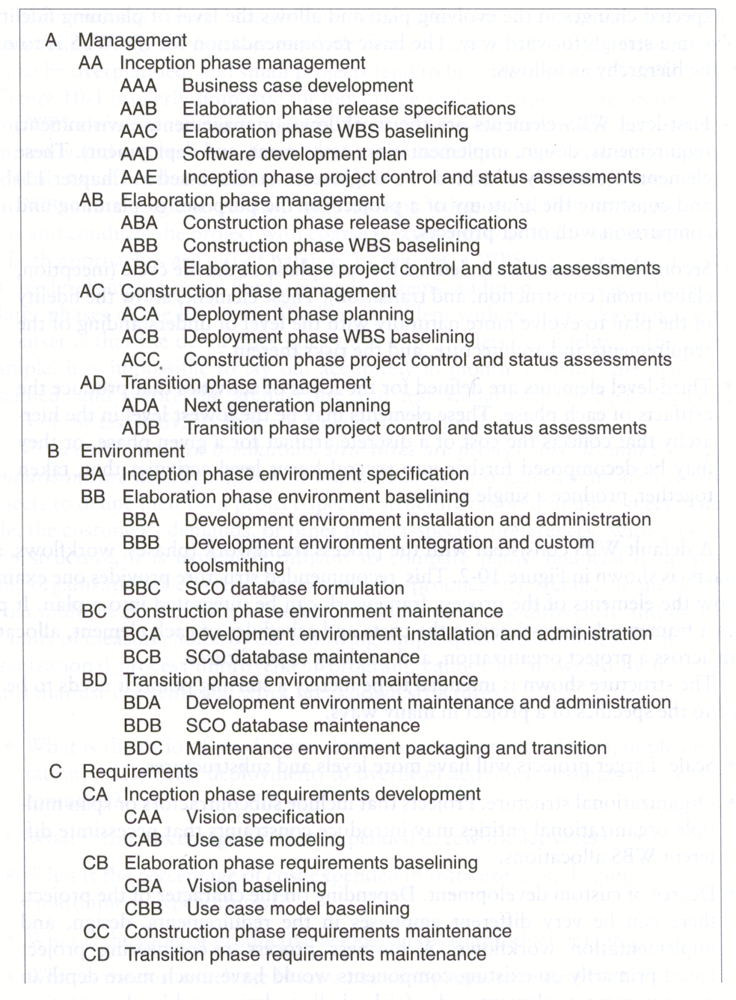 A Management
AA Inception phase management
AAA Business case development
AAB Elaboration phase release specifications
AAC Elaboration phase WBS baselining
AAD Software development plan
AAE Inception phase project control and status assessments
AB Elaboration phase management
ABA Construction phase release specifications
ABB Construction phase WBS baselining
ABC Elaboration phase project control and status assessments
AC Construction phase management
ACA Deployment phase planning
ACB Deployment phase WBS baselining
ACC Construction phase project control and status assessments
AD Transition phase management
ADA Next generation planning
ADB Transition phase project control and status assessments
B Environment
BA Inception phase environment specification
BB Elaboration phase environment baselining
BBA Development environment installation and administration
BBB Development environment integration and custom
toolsmithing
BBC SCO database formulation
BC Construction phase environment maintenance
BCA Development environment installation and administration
BCB SCO database maintenance
BD Transition phase environment maintenance
BDA Development environment maintenance and administration
BDB SCO database maintenance
BDC Maintenance environment packaging and transition
C Requirements
CA Inception phase requirements development
CAA Vision specification
CAB Use case modeling
CB Elaboration phase requirements baselining
CBA Vision baselining
CBB Use case model baselining
CC Construction phase requirements maintenance
CD Transition phase requirements maintenance